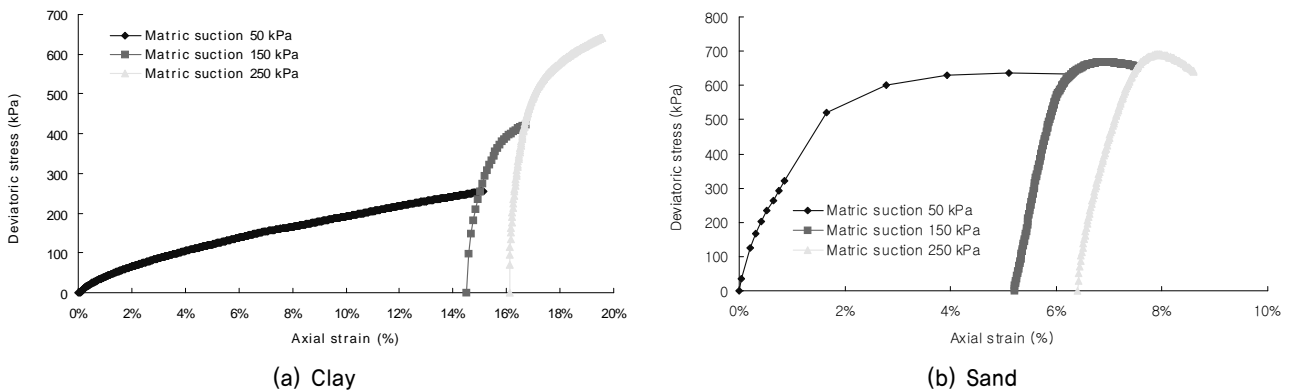 700
600
500
400
300
200
100
0
Deviatoric stress (kPa)
Matric suction 50 kPa
Matric suction 150 kPa
Matric suction 250 kPa
0% 2% 4% 6% 8% 10% 12% 14% 16% 18% 20%
Axial strain (%)
(a) Clay
800
700
600
500
400
300
200
100
0
Deviatoric stress (kPa)
Matric suction 50 kPa
Matric suction 150 kPa
Matric suction 250 kPa
0% 2% 4% 6% 8% 10%
Axial strain (%)
(b) Sand